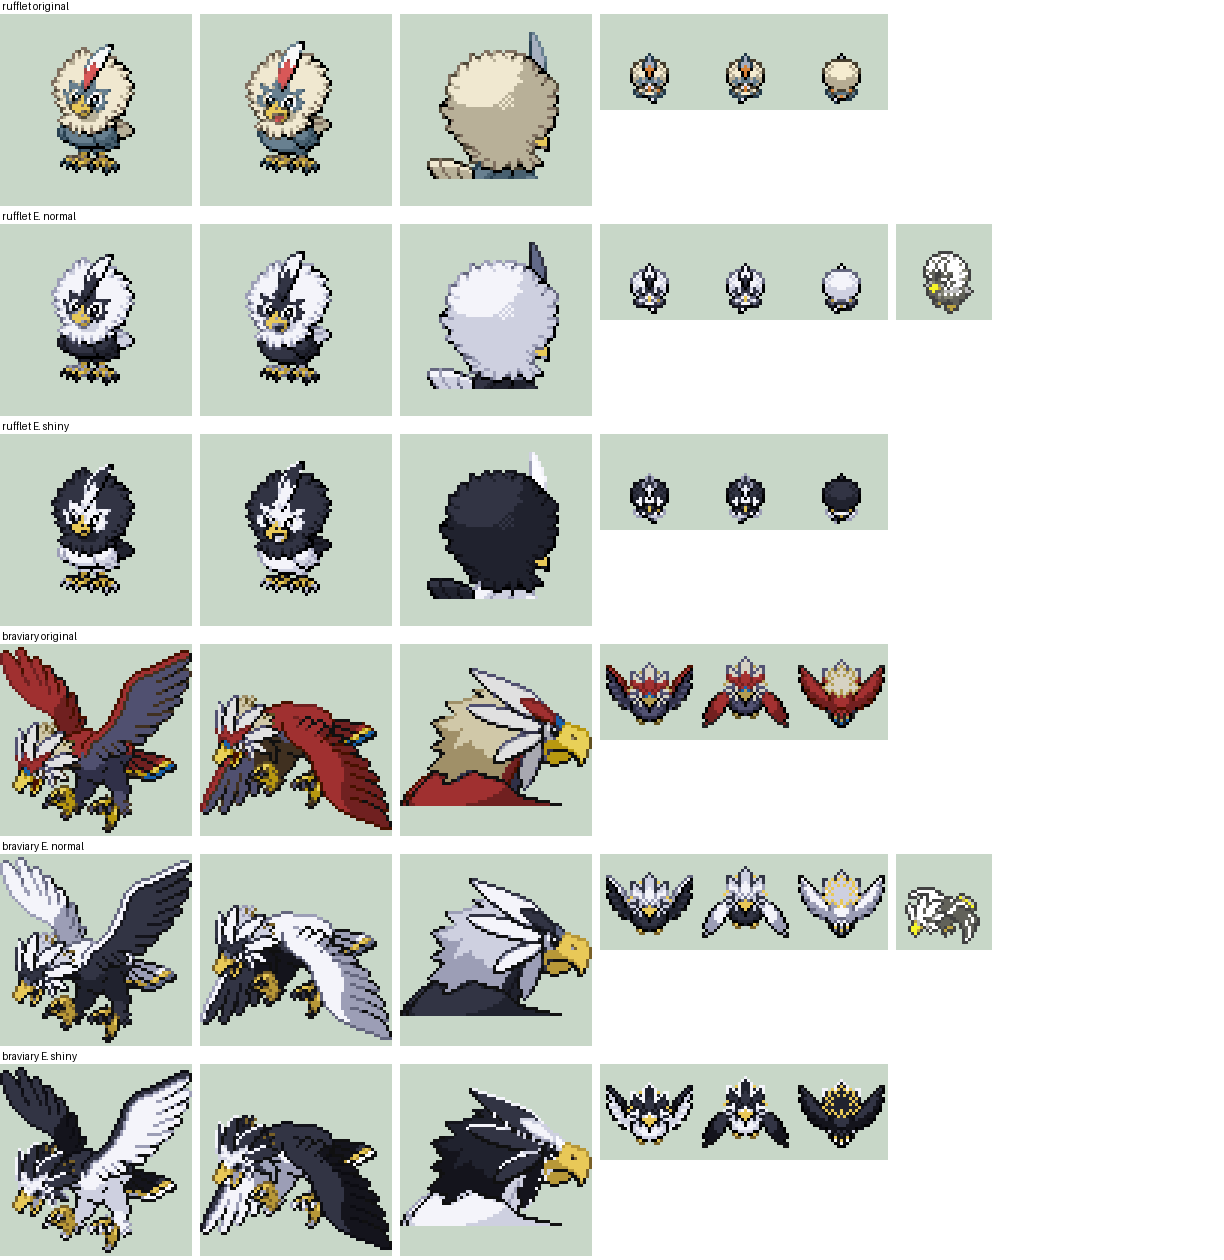 rufflet original
rufflet E. normal
rufflet E. shiny
braviary original
braviary E. normal
braviary E. shiny